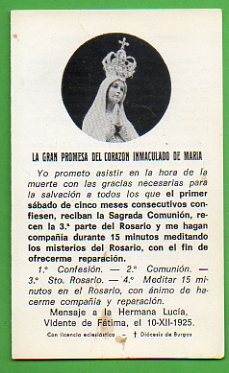 LA GRAN PROMESA DEL CORAZON INMACULADO DE MARIA
Yo prometo asistir en la hora de la
muerte con las gracias necesarias para
la salvación a todos los que el primer
sábado de cinco meses consecutivos con-
fiesen, reciban la Sagrada Comunión, re-
cen la 3.ª parte del Rosario y me hagan
compañía durante 15 minutos meditando
los misterios del Rosario, con el fin de
ofrecerme reparación.
1.º Confesión. — 2.º Comunión. —
3.º Sto. Rosario. — 4.º Meditar 15 mi-
nutos en el Rosario, con ánimo de hacer-
me compañía y reparación.
Mensaje a la Hermana Lucía,
Vidente de Fátima, el 10-XII-1925.
Con licencia eclesiástica — † Diócesis de Burgos